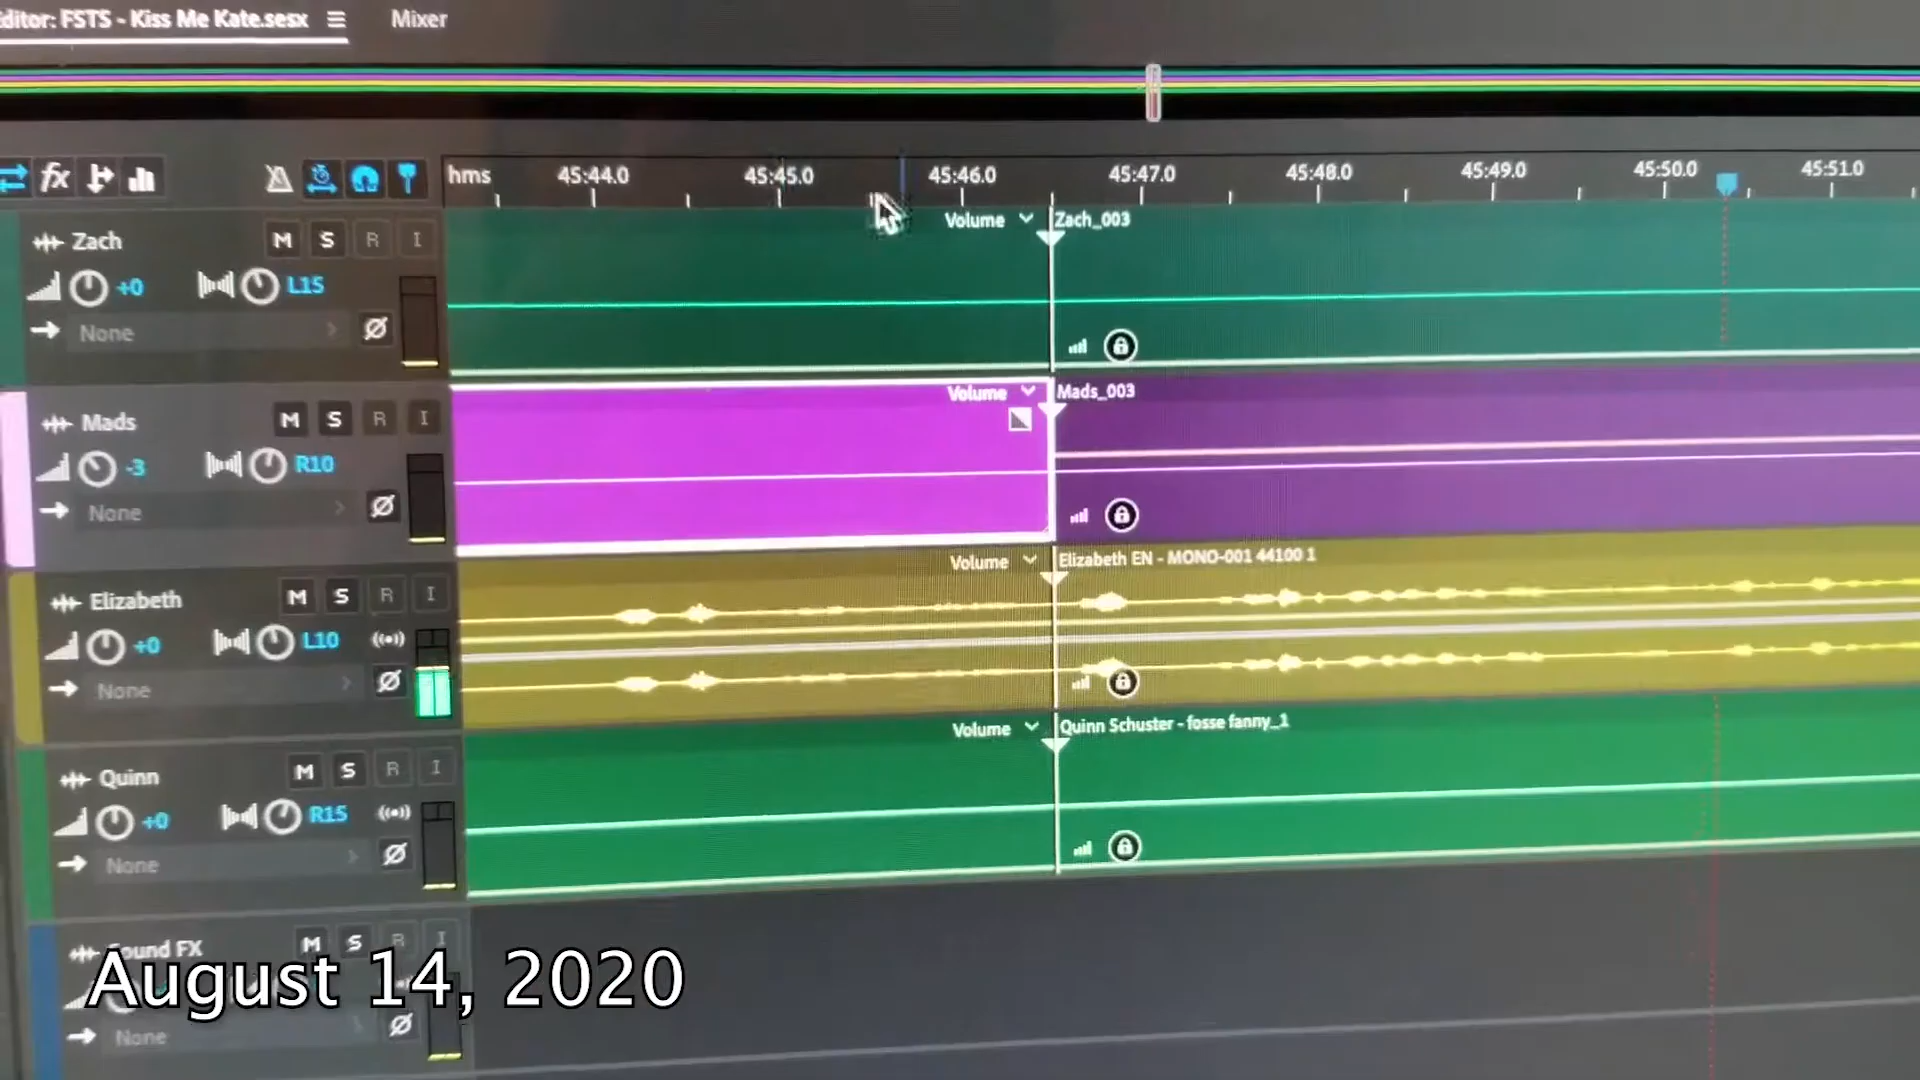 ditor: FSTS - Kiss Me Kate.sesx
Mixer
fx
hms
45:44.0
45:45.0
45:46.0
45:47.0
45:48.0
45:49.0
45:50.0
45:51.0
Zach
M S R I
+0
L15
None
Volume
Zach_003
Mads
M S R I
-3
R10
None
Volume
Mads_003
Elizabeth
M S R I
+0
L10
None
Volume
Elizabeth EN - MONO-001 44100 1
Quinn
M S R I
+0
R15
None
Volume
Quinn Schuster - fosse fanny_1
Sound FX
M S R I
None
August 14, 2020